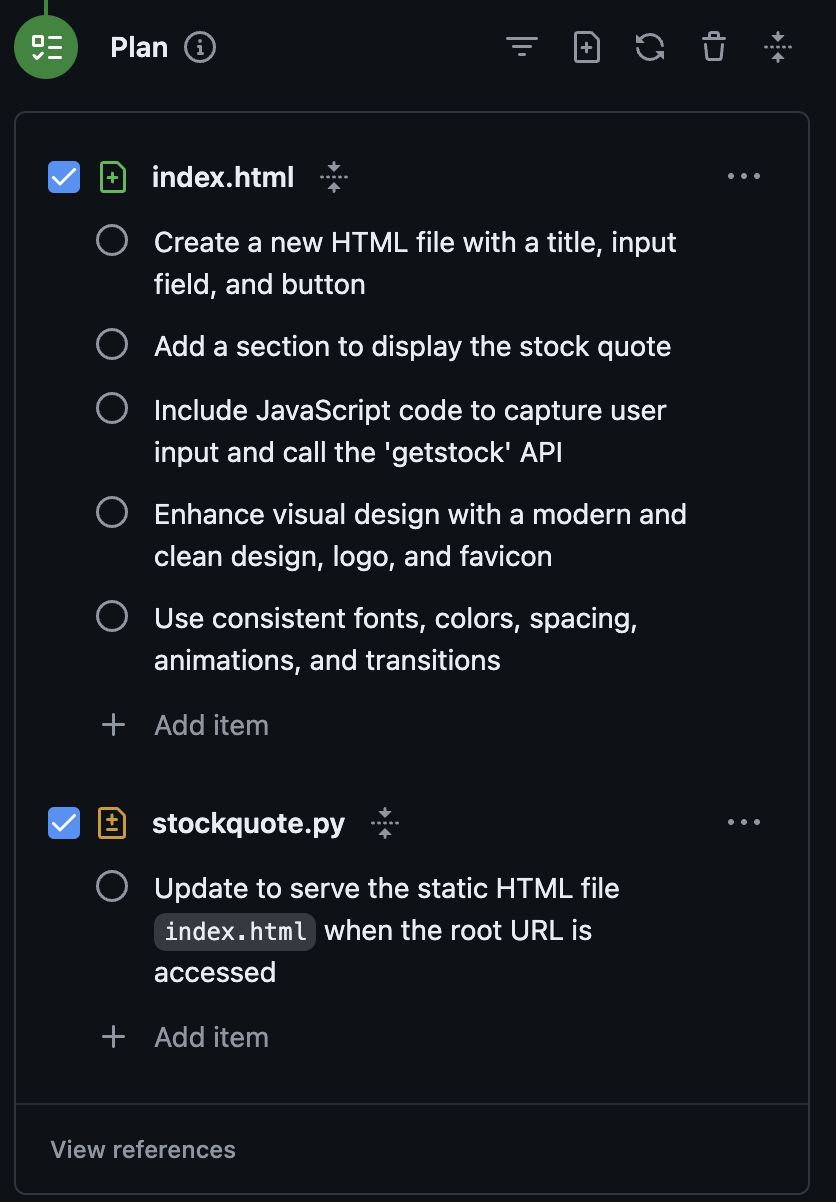 Plan
index.html
Create a new HTML file with a title, input
field, and button
Add a section to display the stock quote
Include JavaScript code to capture user
input and call the 'getstock' API
Enhance visual design with a modern and
clean design, logo, and favicon
Use consistent fonts, colors, spacing,
animations, and transitions
Add item
stockquote.py
Update to serve the static HTML file
index.html when the root URL is
accessed
Add item
View references